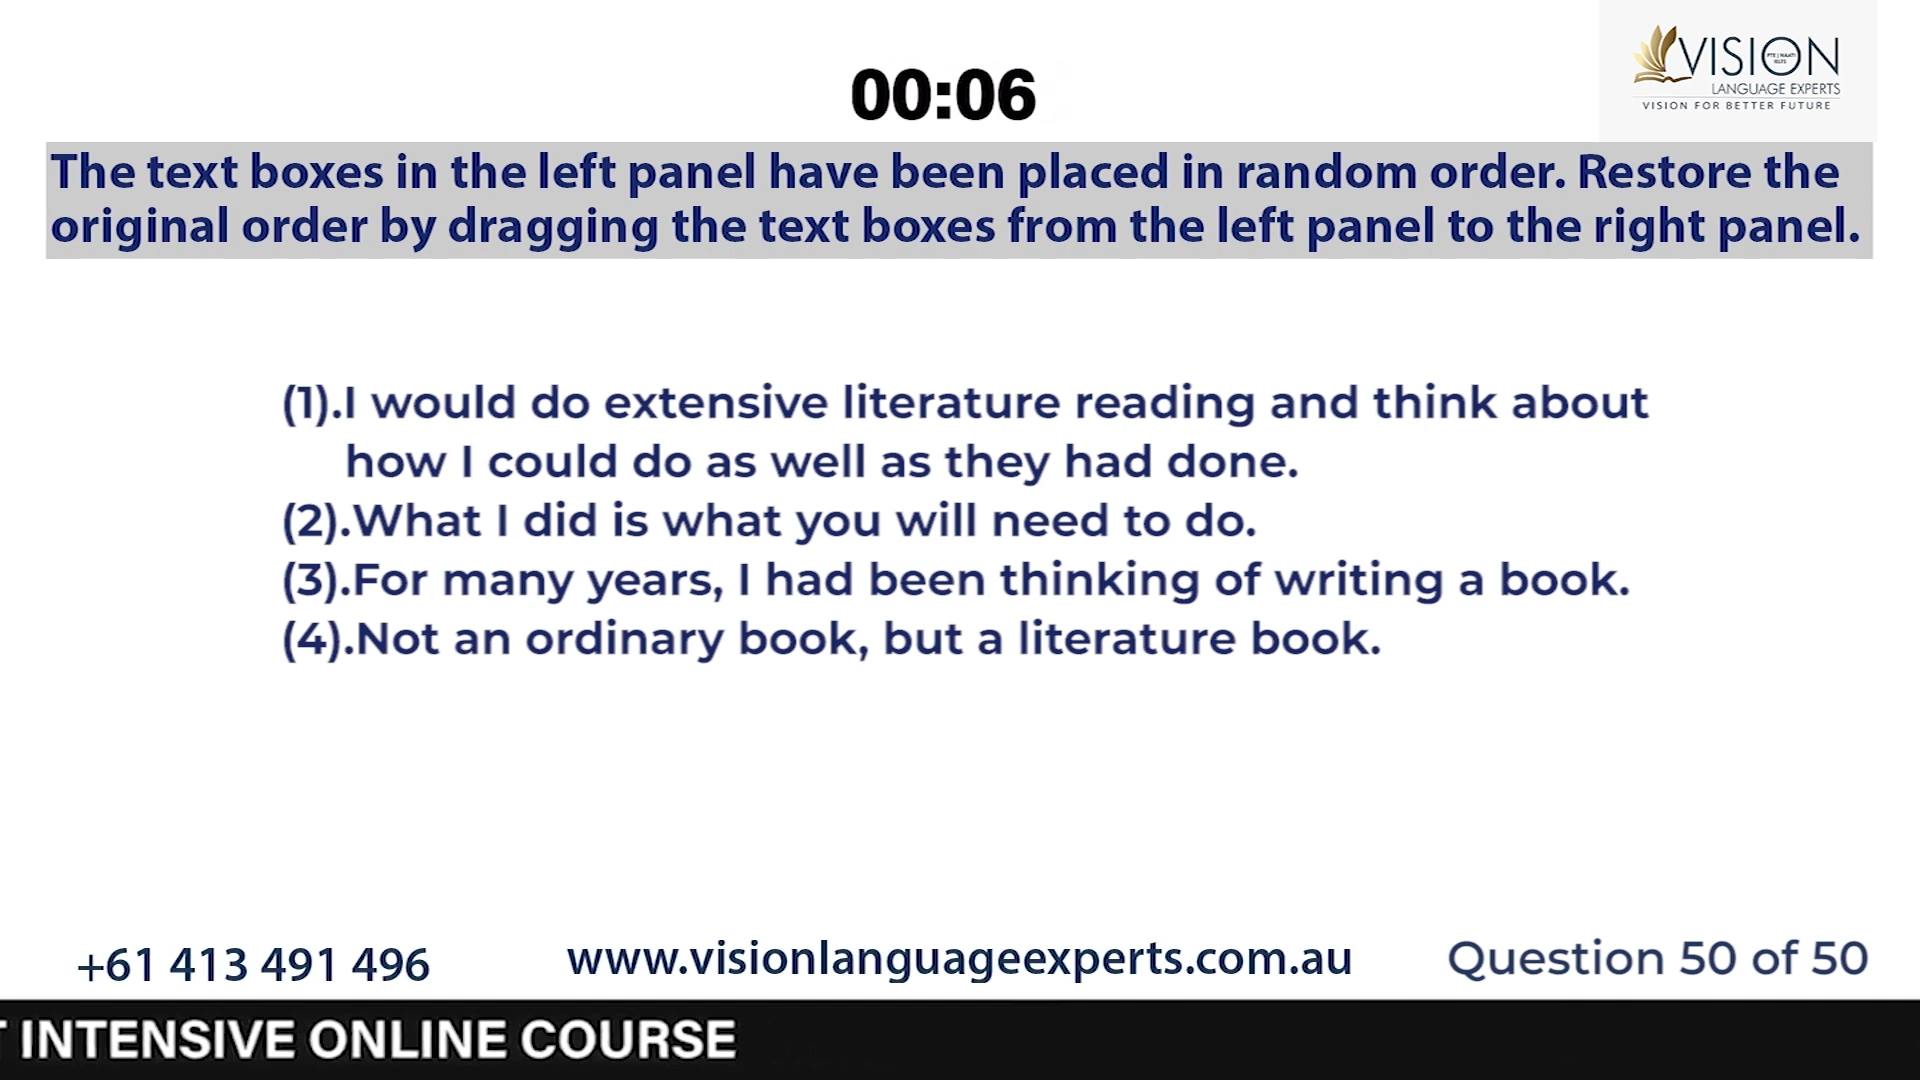 VISION
PTE | NAATI
IELTS
LANGUAGE EXPERTS
VISION FOR BETTER FUTURE
00:06
The text boxes in the left panel have been placed in random order. Restore the
original order by dragging the text boxes from the left panel to the right panel.
(1).I would do extensive literature reading and think about
how I could do as well as they had done.
(2).What I did is what you will need to do.
(3).For many years, I had been thinking of writing a book.
(4).Not an ordinary book, but a literature book.
+61 413 491 496
www.visionlanguageexperts.com.au
Question 50 of 50
INTENSIVE ONLINE COURSE